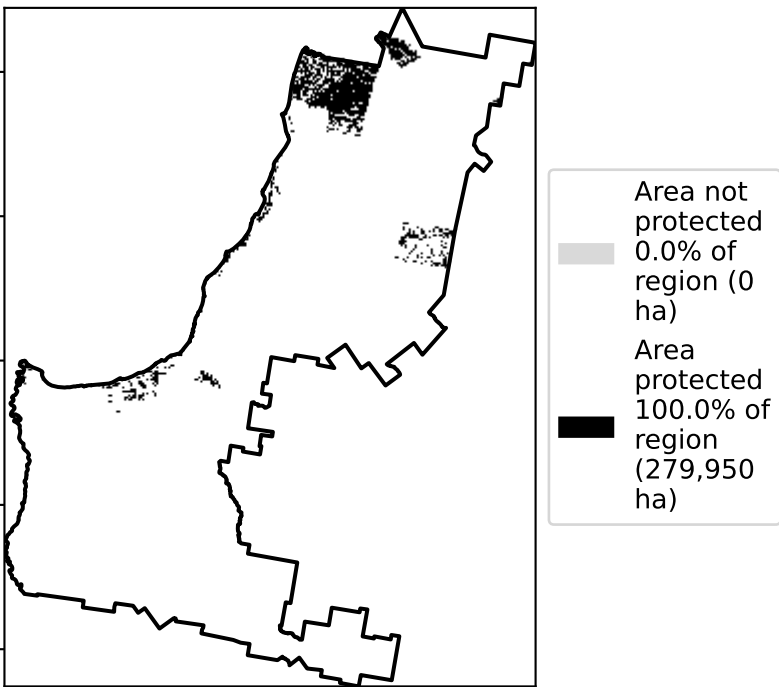 Area not
protected
0.0% of
region (0
ha)
Area
protected
100.0% of
region
(279,950
ha)